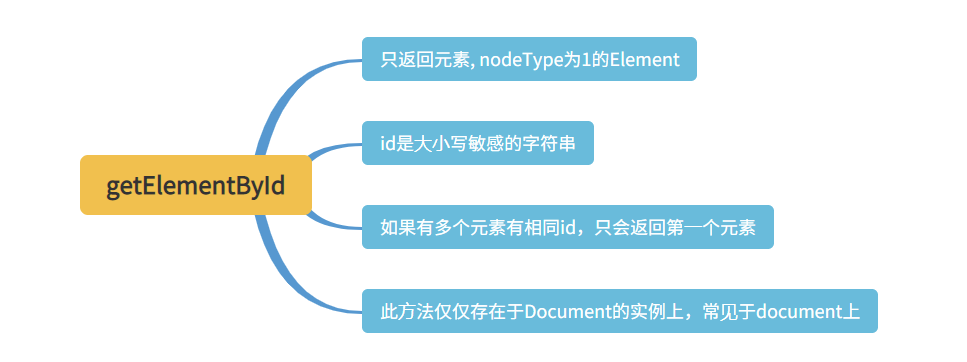 getElementById
只返回元素, nodeType为1的Element
id是大小写敏感的字符串
如果有多个元素有相同id，只会返回第一个元素
此方法仅仅存在于Document的实例上，常见于document上